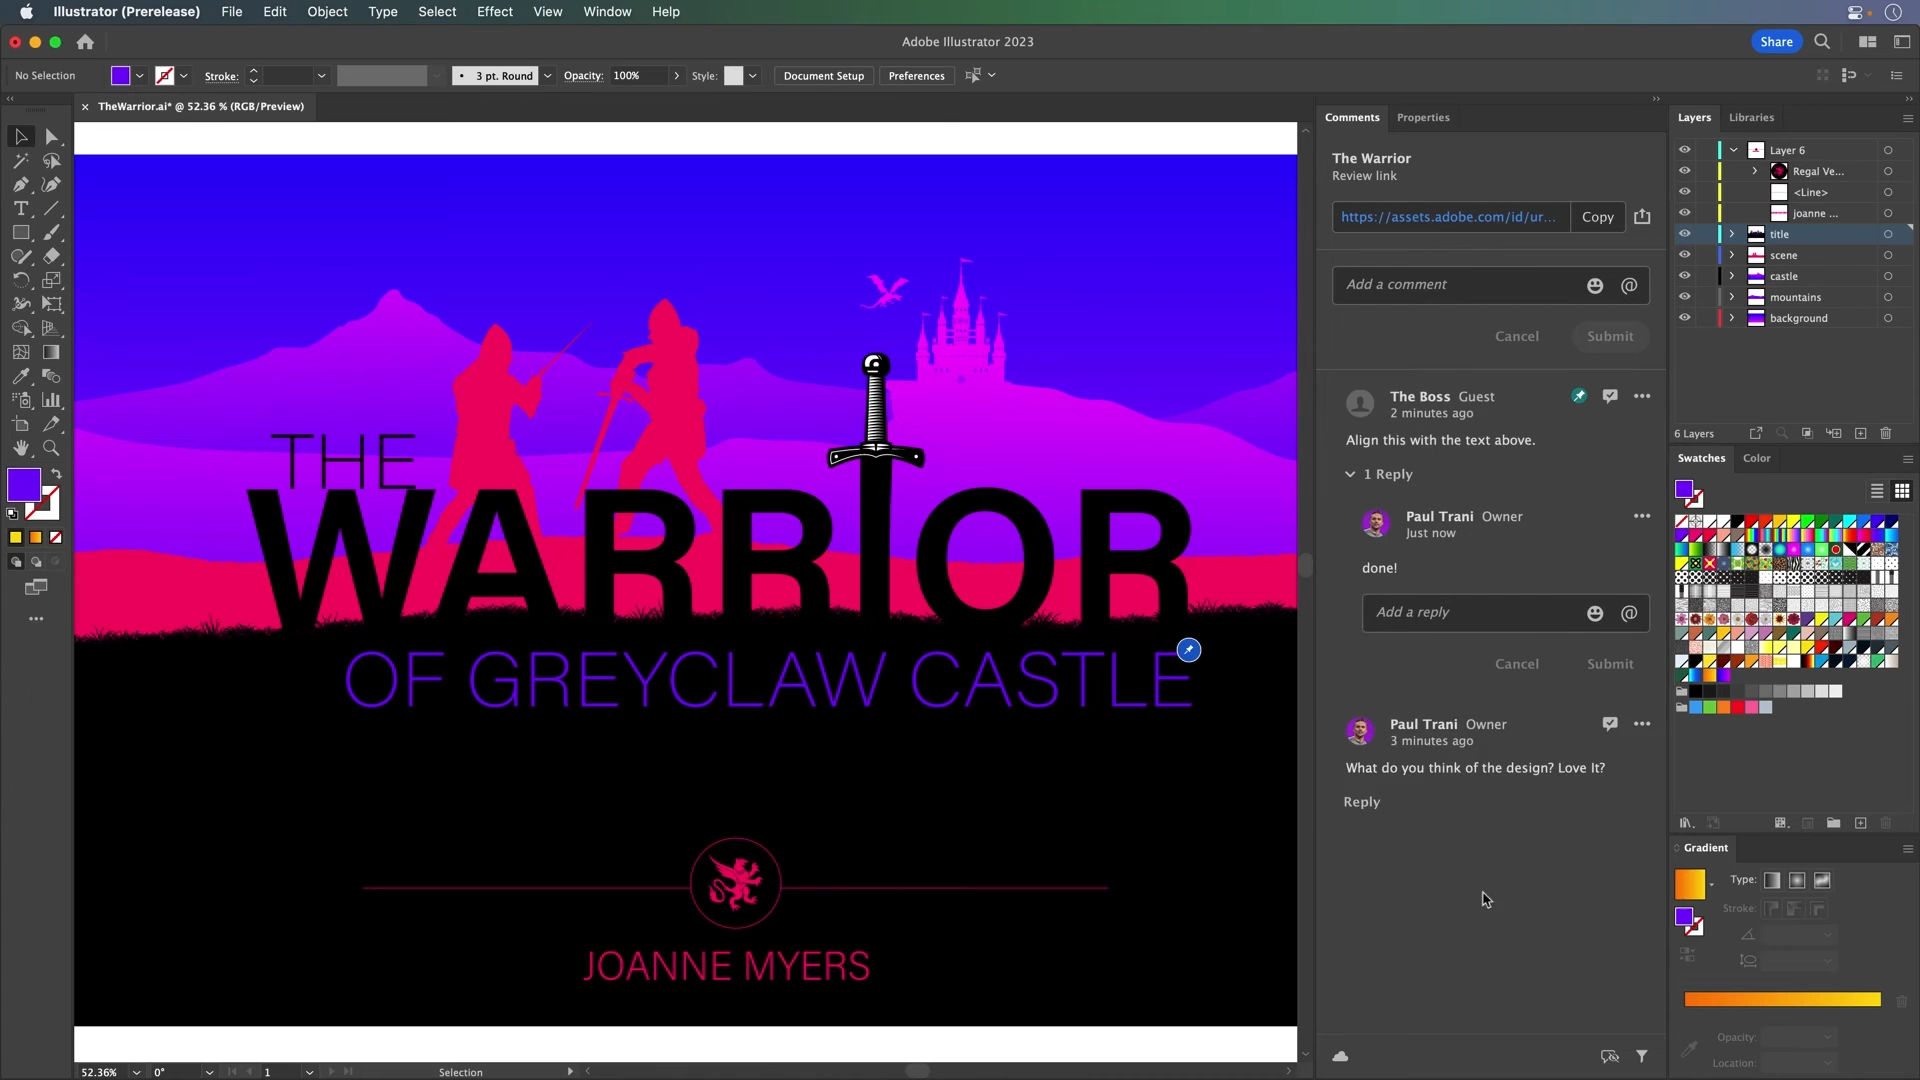 Illustrator (Prerelease) File Edit Object Type Select Effect View Window Help
Adobe Illustrator 2023
Share
No Selection
Stroke:
3 pt. Round
Opacity: 100%
Style:
Document Setup
Preferences
TheWarrior.ai* @ 52.36 % (RGB/Preview)
THE
WARRIOR
OF GREYCLAW CASTLE
JOANNE MYERS
52.36%
0°
1
Selection
Comments Properties
The Warrior
Review link
https://assets.adobe.com/id/ur...
Copy
Add a comment
@
Cancel Submit
The Boss Guest
2 minutes ago
Align this with the text above.
1 Reply
Paul Trani Owner
Just now
done!
Add a reply
@
Cancel Submit
Paul Trani Owner
3 minutes ago
What do you think of the design? Love It?
Reply
Layers Libraries
Layer 6
Regal Ve...
<Line>
joanne ...
title
scene
castle
mountains
background
6 Layers
Swatches Color
Gradient
Type:
Stroke:
Opacity:
Location: